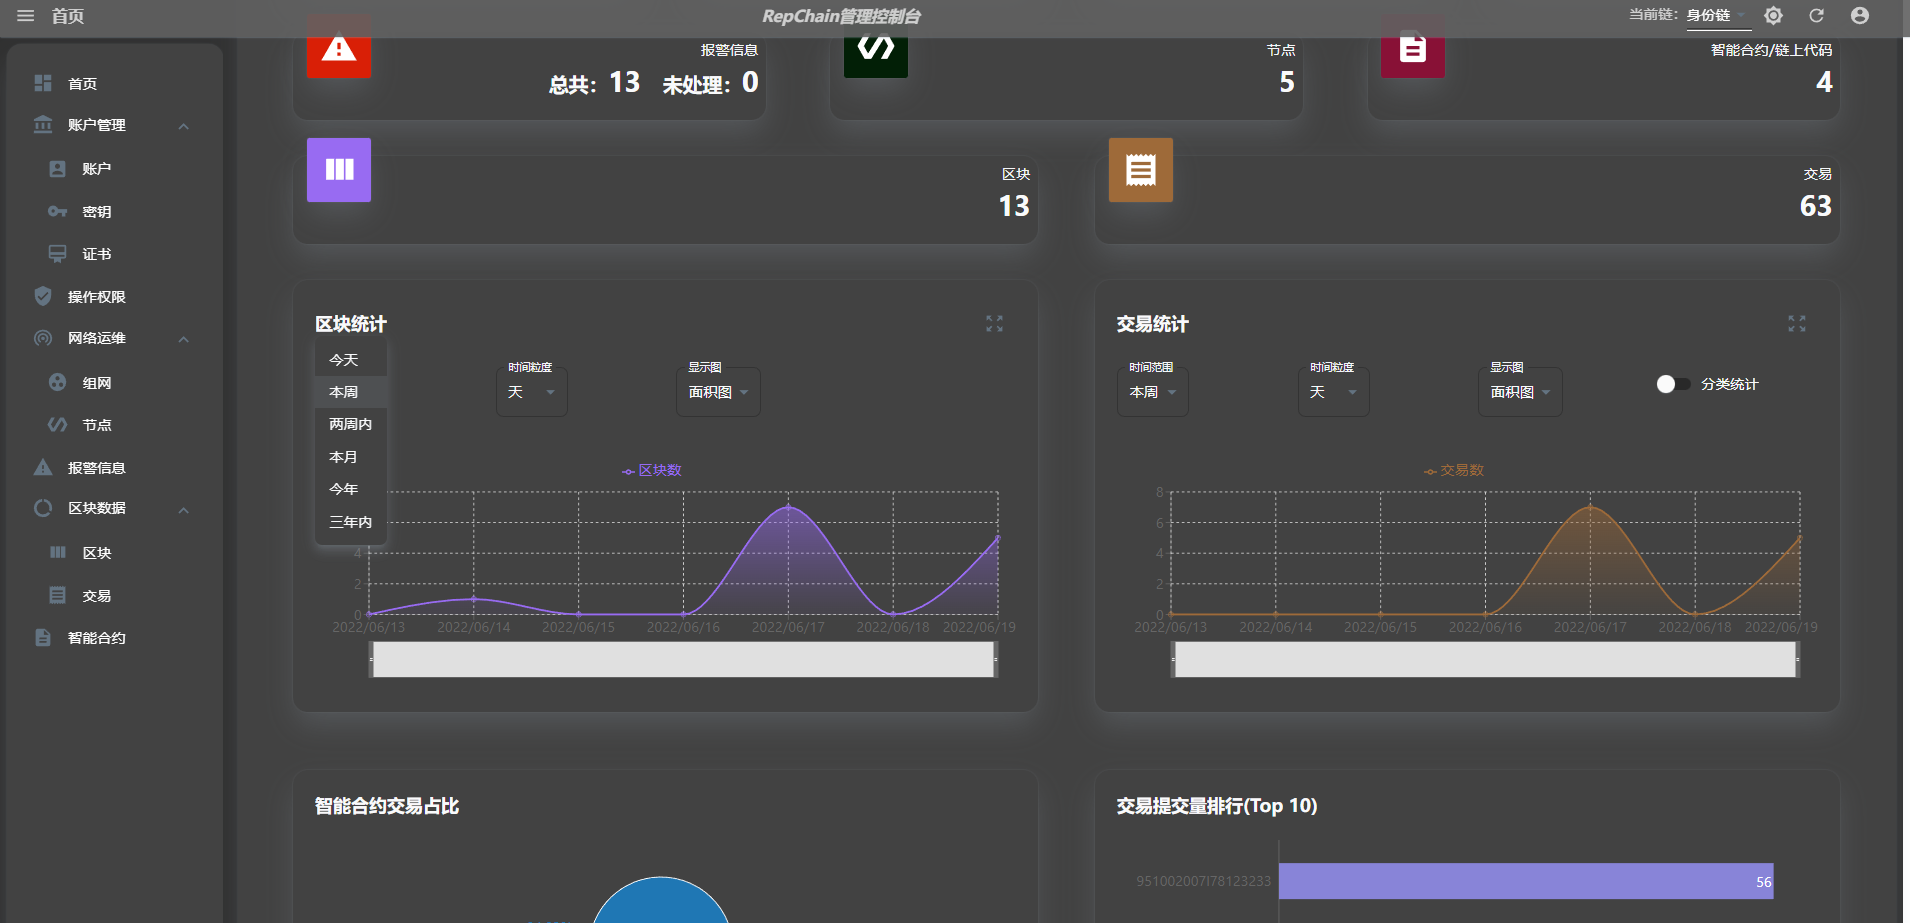 首页
RepChain管理控制台
当前链: 身份链
首页
账户管理
账户
密钥
证书
操作权限
网络运维
组网
节点
报警信息
区块数据
区块
交易
智能合约
报警信息
总共: 13 未处理: 0
节点
5
智能合约/链上代码
4
区块
13
交易
63
区块统计
今天
本周
两周内
本月
今年
三年内
时间粒度
天
显示图
面积图
区块数
4
2
0
2022/06/13 2022/06/14 2022/06/15 2022/06/16 2022/06/17 2022/06/18 2022/06/19
交易统计
时间范围
本周
时间粒度
天
显示图
面积图
分类统计
交易数
8
6
4
2
0
2022/06/13 2022/06/14 2022/06/15 2022/06/16 2022/06/17 2022/06/18 2022/06/19
智能合约交易占比
交易提交量排行(Top 10)
951002007l78123233
56